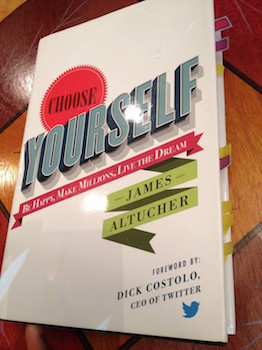 CHOOSE
YOURSELF
BE HAPPY, MAKE MILLIONS, LIVE THE DREAM
JAMES
ALTUCHER
FOREWORD BY:
DICK COSTOLO,
CEO OF TWITTER